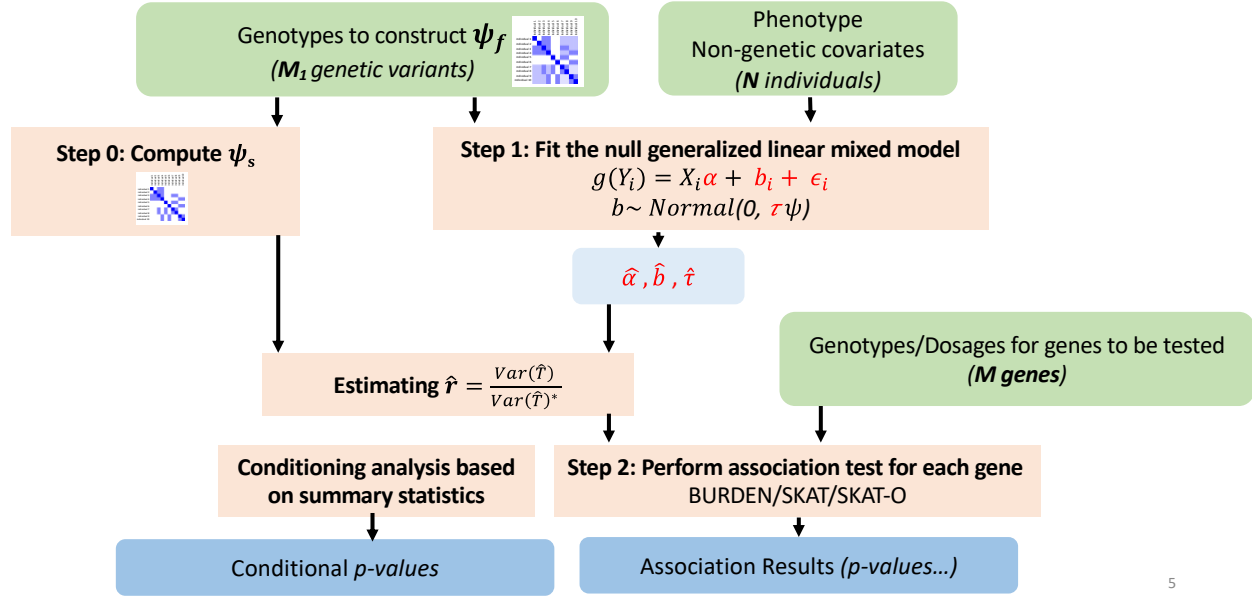 Genotypes to construct ψ_f
(M₁ genetic variants)
Phenotype
Non-genetic covariates
(N individuals)
Step 0: Compute ψ_s
Step 1: Fit the null generalized linear mixed model
g(Y_i) = X_i α + b_i + ϵ_i
b ~ Normal(0, τψ)
α̂ , b̂ , τ̂
Genotypes/Dosages for genes to be tested
(M genes)
Estimating r̂ = Var(T̂) / Var(T̂)*
Conditioning analysis based
on summary statistics
Step 2: Perform association test for each gene
BURDEN/SKAT/SKAT-O
Conditional p-values
Association Results (p-values...)
5